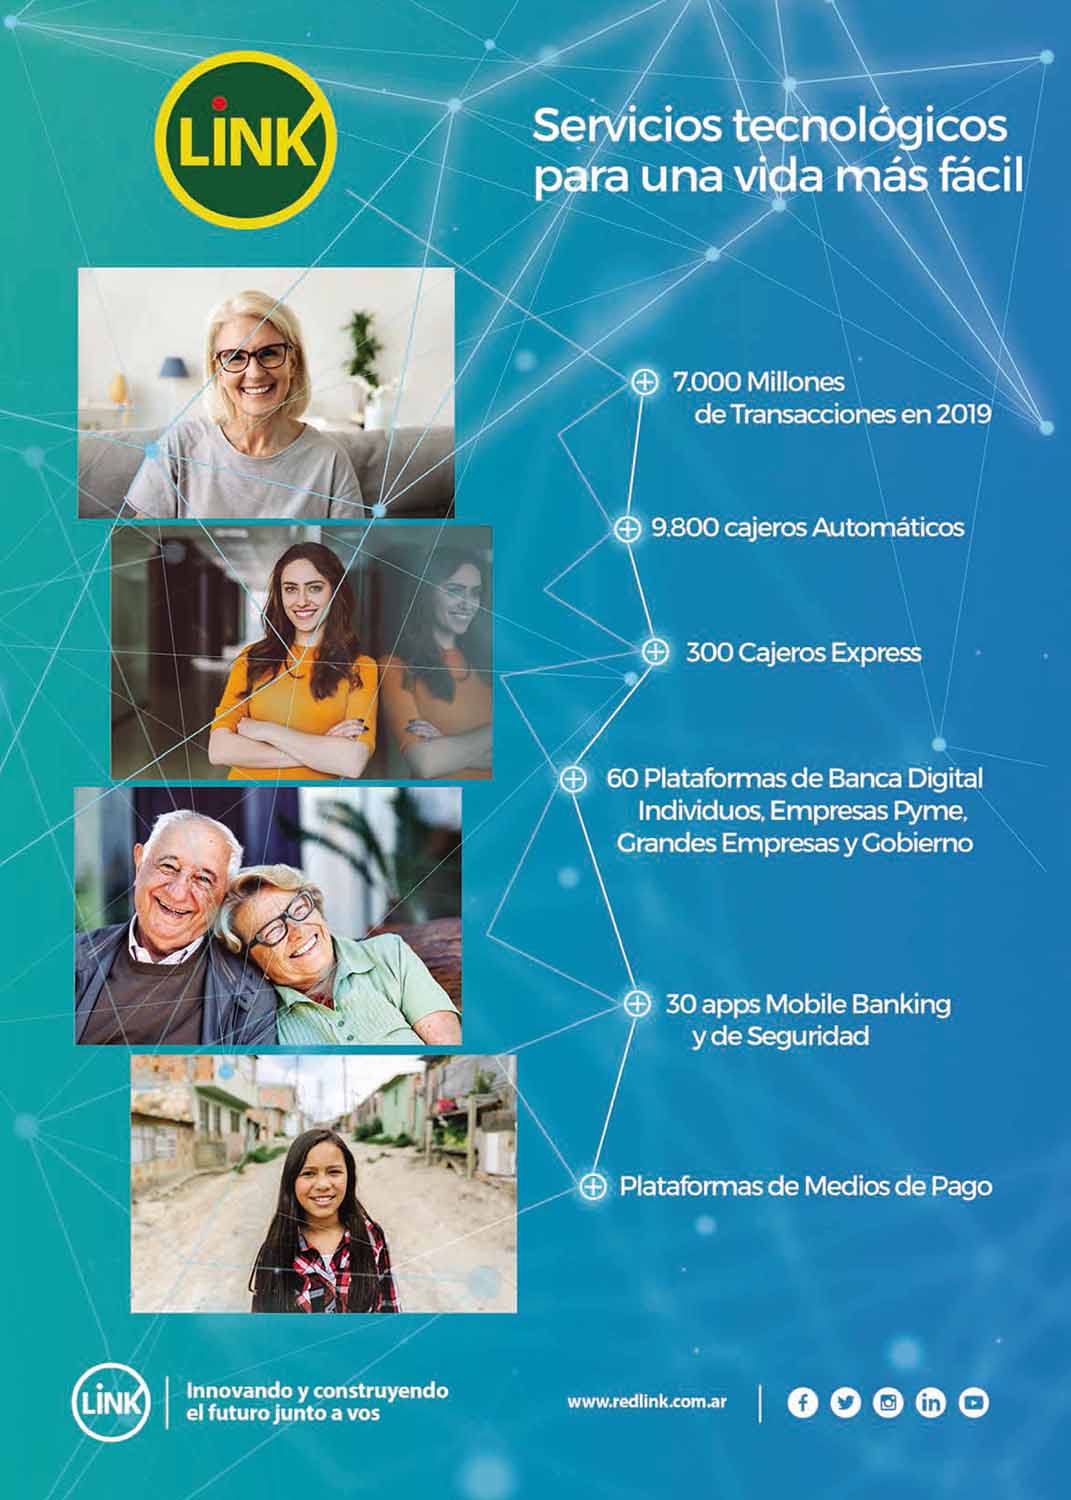 LINK
Servicios tecnológicos
para una vida más fácil
7.000 Millones
de Transacciones en 2019
9.800 cajeros Automáticos
300 Cajeros Express
60 Plataformas de Banca Digital
Individuos, Empresas Pyme,
Grandes Empresas y Gobierno
30 apps Mobile Banking
y de Seguridad
Plataformas de Medios de Pago
LINK
Innovando y construyendo
el futuro junto a vos
www.redlink.com.ar